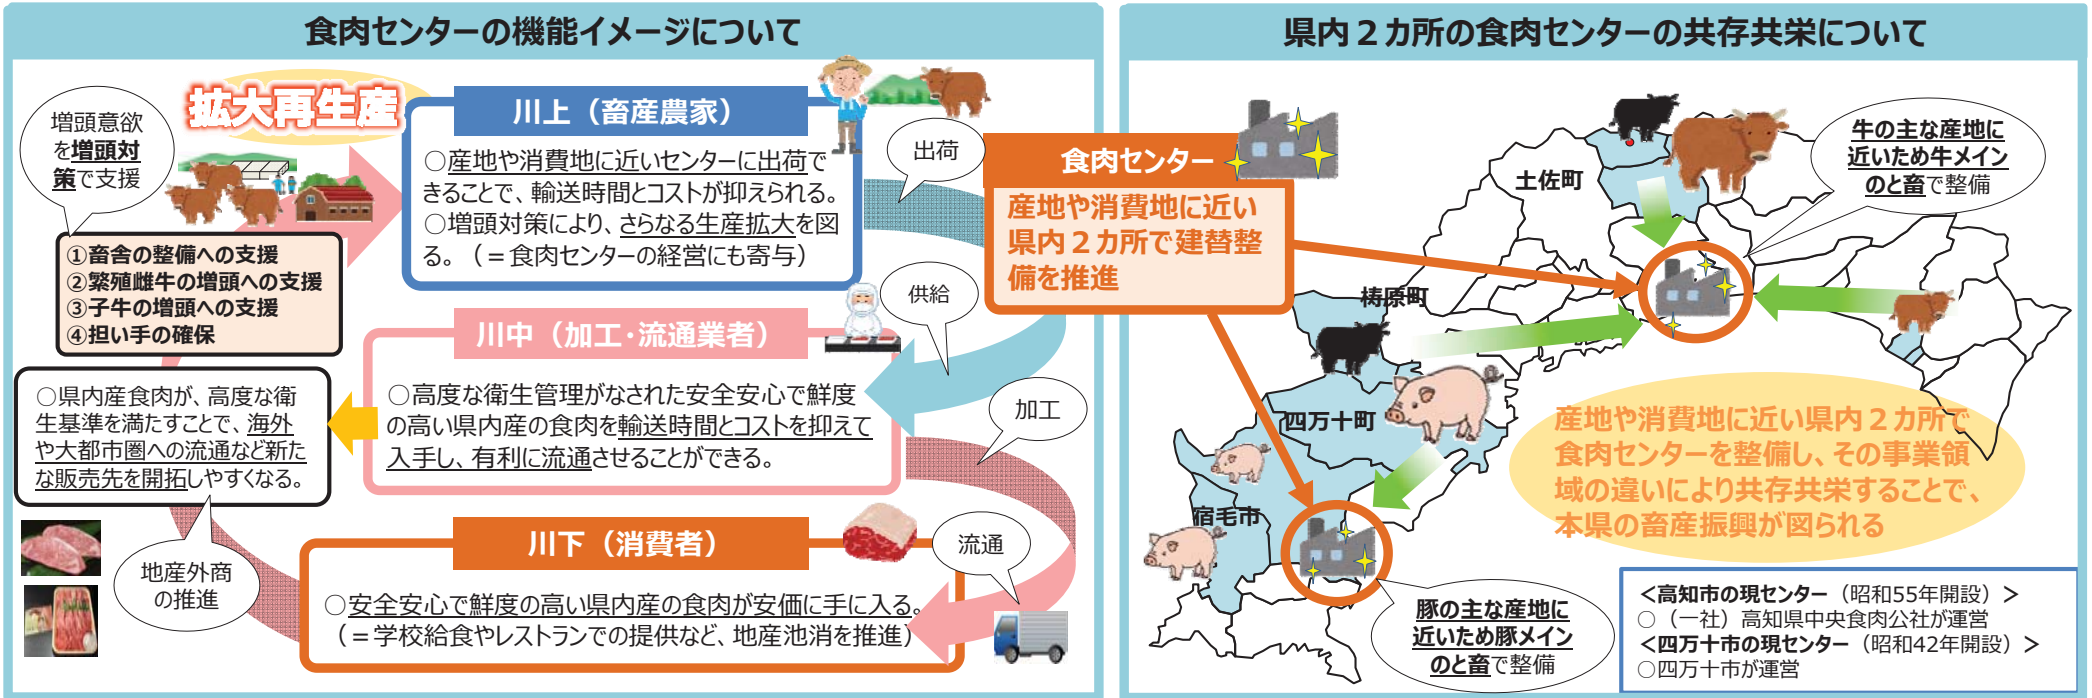 食肉センターの機能イメージについて
拡大再生産
増頭意欲
を増頭対
策で支援
①畜舎の整備への支援
②繁殖雌牛の増頭への支援
③子牛の増頭への支援
④担い手の確保
川上（畜産農家）
○産地や消費地に近いセンターに出荷で
きることで、輸送時間とコストが抑えられる。
○増頭対策により、さらなる生産拡大を図
る。（＝食肉センターの経営にも寄与）
出荷
食肉センター
産地や消費地に近い
県内２カ所で建替整
備を推進
供給
川中（加工・流通業者）
○高度な衛生管理がなされた安全安心で鮮度
の高い県内産の食肉を輸送時間とコストを抑えて
入手し、有利に流通させることができる。
○県内産食肉が、高度な衛
生基準を満たすことで、海外
や大都市圏への流通など新た
な販売先を開拓しやすくなる。
加工
地産外商
の推進
川下（消費者）
流通
○安全安心で鮮度の高い県内産の食肉が安価に手に入る。
（＝学校給食やレストランでの提供など、地産池消を推進）
県内２カ所の食肉センターの共存共栄について
土佐町
牛の主な産地に
近いため牛メイン
のと畜で整備
梼原町
四万十町
宿毛市
産地や消費地に近い県内２カ所で
食肉センターを整備し、その事業領
域の違いにより共存共栄することで、
本県の畜産振興が図られる
豚の主な産地に
近いため豚メイン
のと畜で整備
＜高知市の現センター（昭和55年開設）＞
○（一社）高知県中央食肉公社が運営
＜四万十市の現センター（昭和42年開設）＞
○四万十市が運営